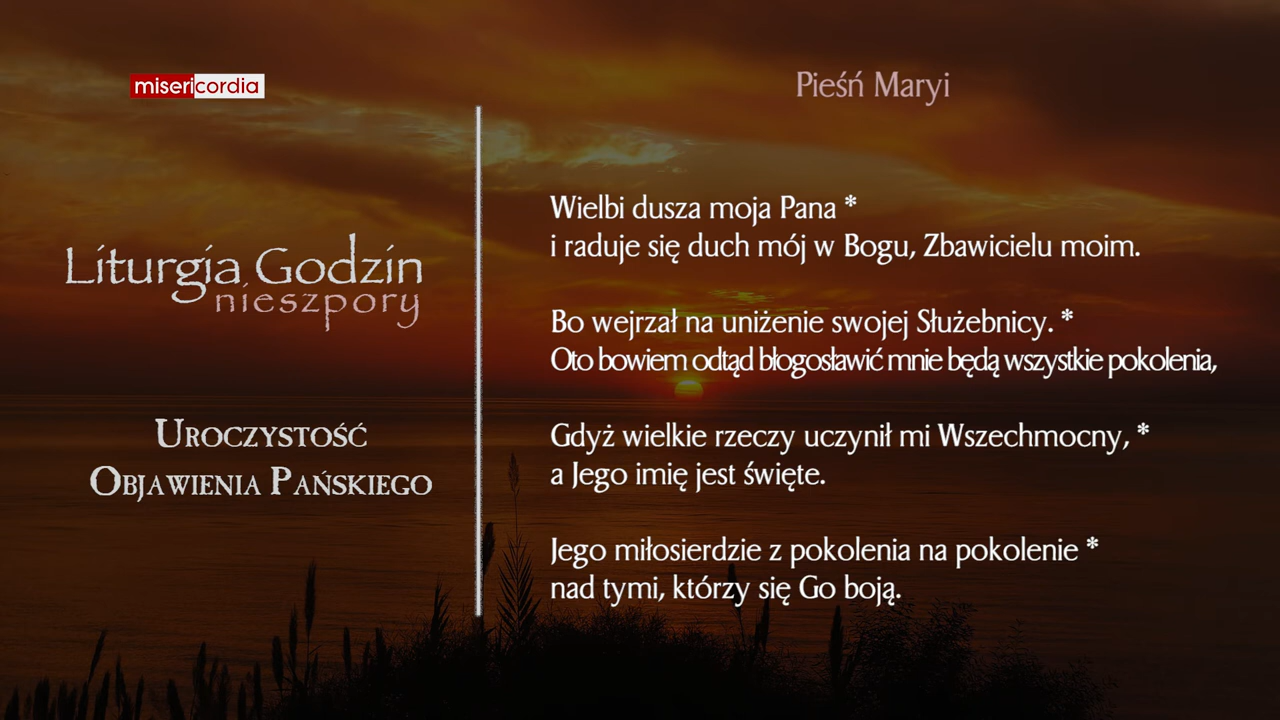 misericordia
Liturgia Godzin
nieszpory
Uroczystość
Objawienia Pańskiego
Pieśń Maryi
Wielbi dusza moja Pana *
i raduje się duch mój w Bogu, Zbawicielu moim.
Bo wejrzał na uniżenie swojej Służebnicy. *
Oto bowiem odtąd błogosławić mnie będą wszystkie pokolenia,
Gdyż wielkie rzeczy uczynił mi Wszechmocny, *
a Jego imię jest święte.
Jego miłosierdzie z pokolenia na pokolenie *
nad tymi, którzy się Go boją.